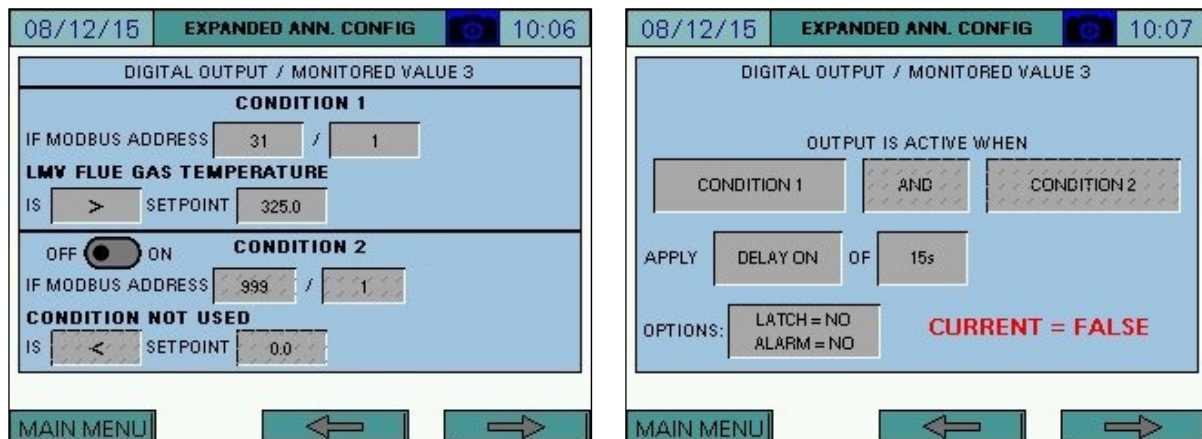 08/12/15 EXPANDED ANN. CONFIG 10:06
DIGITAL OUTPUT / MONITORED VALUE 3
CONDITION 1
IF MODBUS ADDRESS 31 / 1
LMV FLUE GAS TEMPERATURE
IS > SETPOINT 325.0
OFF ON CONDITION 2
IF MODBUS ADDRESS 999 / 1
CONDITION NOT USED
IS < SETPOINT 0.0
MAIN MENU
08/12/15 EXPANDED ANN. CONFIG 10:07
DIGITAL OUTPUT / MONITORED VALUE 3
OUTPUT IS ACTIVE WHEN
CONDITION 1 AND CONDITION 2
APPLY DELAY ON OF 15s
OPTIONS: LATCH = NO
ALARM = NO
CURRENT = FALSE
MAIN MENU